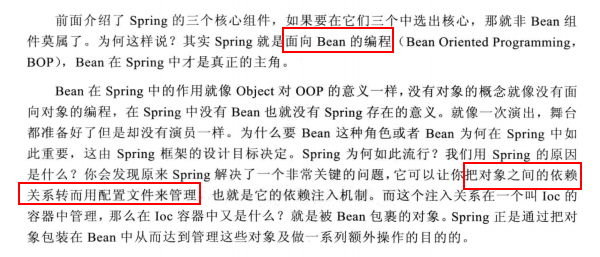 前面介绍了 Spring 的三个核心组件，如果要在它们三个中选出核心，那就非 Bean 组
件莫属了。为何这样说？其实 Spring 就是面向 Bean 的编程（Bean Oriented Programming，
BOP），Bean 在 Spring 中才是真正的主角。
Bean 在 Spring 中的作用就像 Object 对 OOP 的意义一样，没有对象的概念就像没有面
向对象的编程，在 Spring 中没有 Bean 也就没有 Spring 存在的意义。就像一次演出，舞台
都准备好了但是却没有演员一样。为什么要 Bean 这种角色或者 Bean 为何在 Spring 中如
此重要，这由 Spring 框架的设计目标决定。Spring 为何如此流行？我们用 Spring 的原因
是什么？你会发现原来 Spring 解决了一个非常关键的问题，它可以让你把对象之间的依赖
关系转而用配置文件来管理 也就是它的依赖注入机制。而这个注入关系在一个叫 Ioc 的
容器中管理，那么在 Ioc 容器中又是什么？就是被 Bean 包裹的对象。Spring 正是通过把对
象包装在 Bean 中从而达到管理这些对象及做一系列额外操作的目的的。